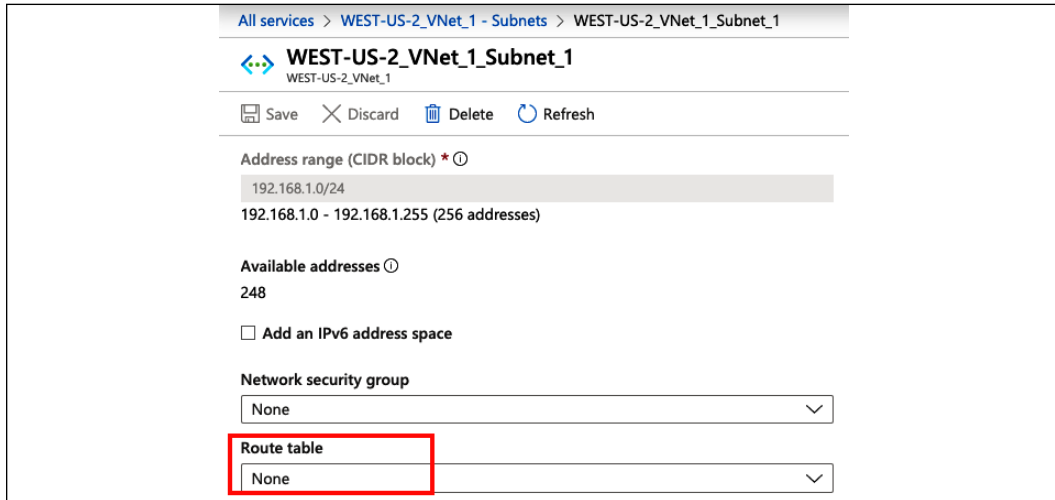 All services > WEST-US-2_VNet_1 - Subnets > WEST-US-2_VNet_1_Subnet_1
WEST-US-2_VNet_1_Subnet_1
WEST-US-2_VNet_1
Save Discard Delete Refresh
Address range (CIDR block) *
192.168.1.0/24
192.168.1.0 - 192.168.1.255 (256 addresses)
Available addresses
248
Add an IPv6 address space
Network security group
None
Route table
None